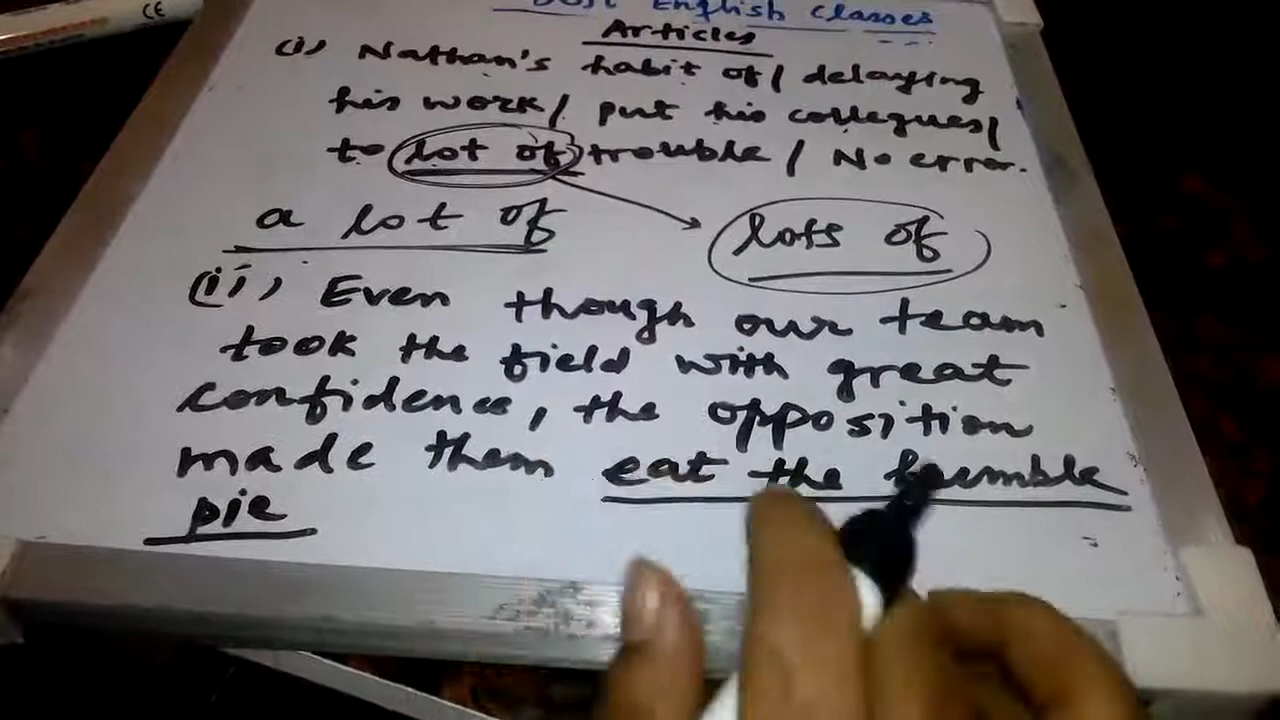 English Classes
Articles
(i) Nathan's habit of / delaying
his work / put his collegues /
to lot of trouble / No error.
a lot of
lots of
(ii) Even though our team
took the field with great
confidence, the opposition
made them eat the humble
pie
CE